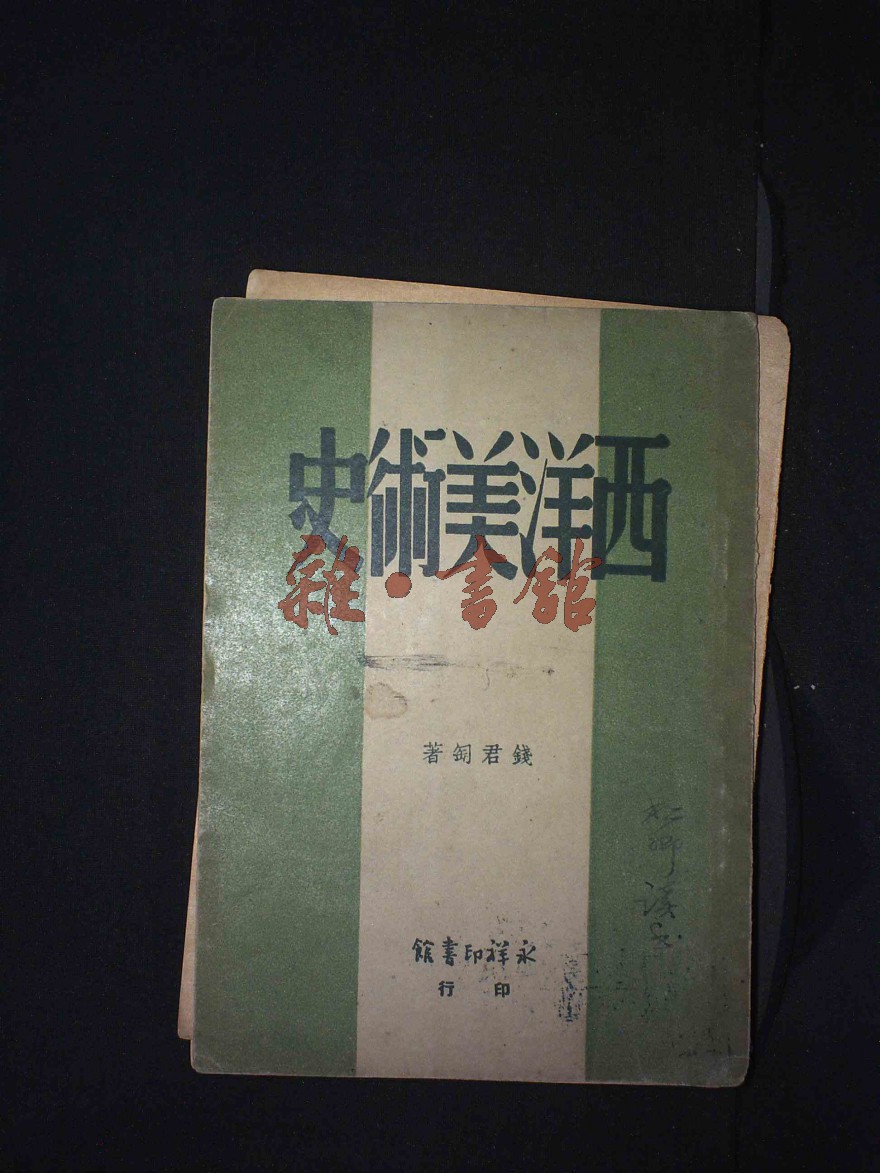 西洋美術史
雜·書館
錢君匋著
永祥印書館
印行